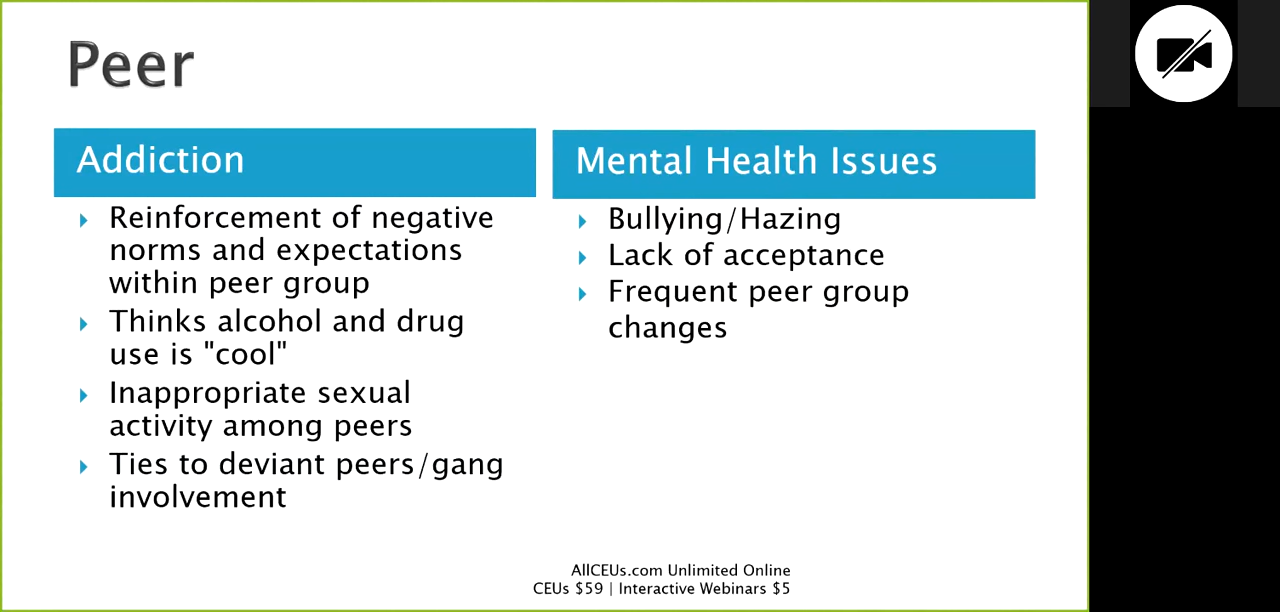 Peer
Addiction
Reinforcement of negative
norms and expectations
within peer group
Thinks alcohol and drug
use is "cool"
Inappropriate sexual
activity among peers
Ties to deviant peers/gang
involvement
Mental Health Issues
Bullying/Hazing
Lack of acceptance
Frequent peer group
changes
AllCEUs.com Unlimited Online
CEUs $59 | Interactive Webinars $5